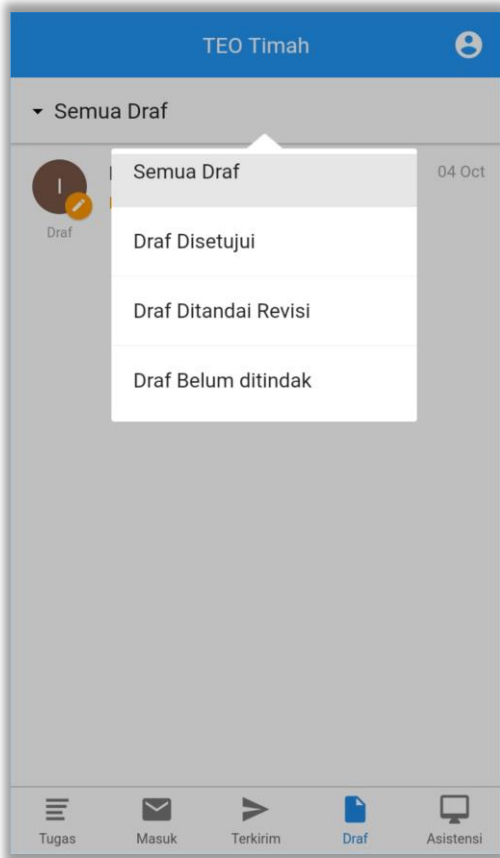 TEO Timah
Semua Draf
I
04 Oct
Draf
Semua Draf
Draf Disetujui
Draf Ditandai Revisi
Draf Belum ditindak
Tugas
Masuk
Terkirim
Draf
Asistensi